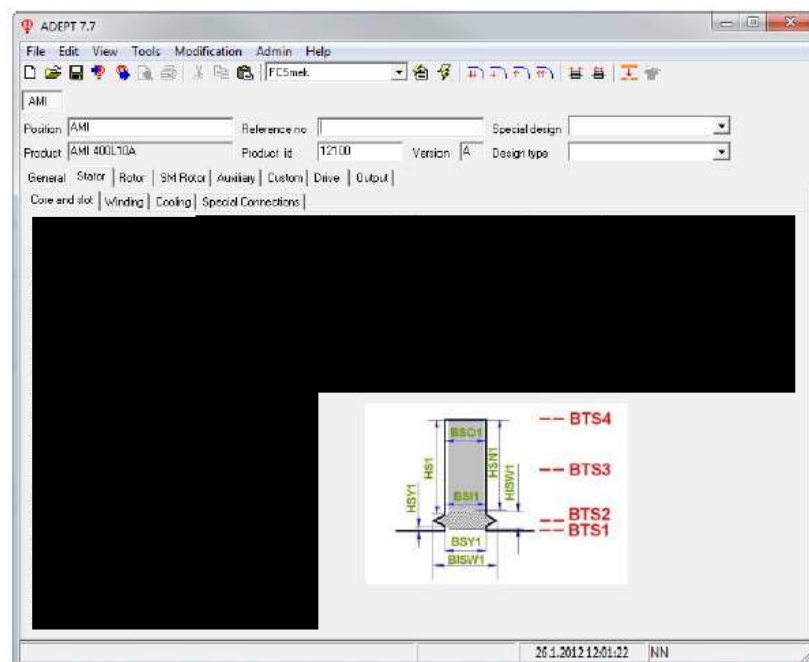 ADEPT 7.7
File Edit View Tools Modification Admin Help
FCSmek
AMI
Position AMI Reference no Special design
Product AMI 400L10A Product id 12100 Version A Design type
General Stator Rotor SM Rotor Auxiliary Custom Drive Output
Core and slot Winding Cooling Special Connections
BTS4
BSO1
HS1
HSN1
HISW1
BTS3
HSY1
BSI1
BTS2
BTS1
BSY1
BISW1
26.1.2012 12:01:22 NN